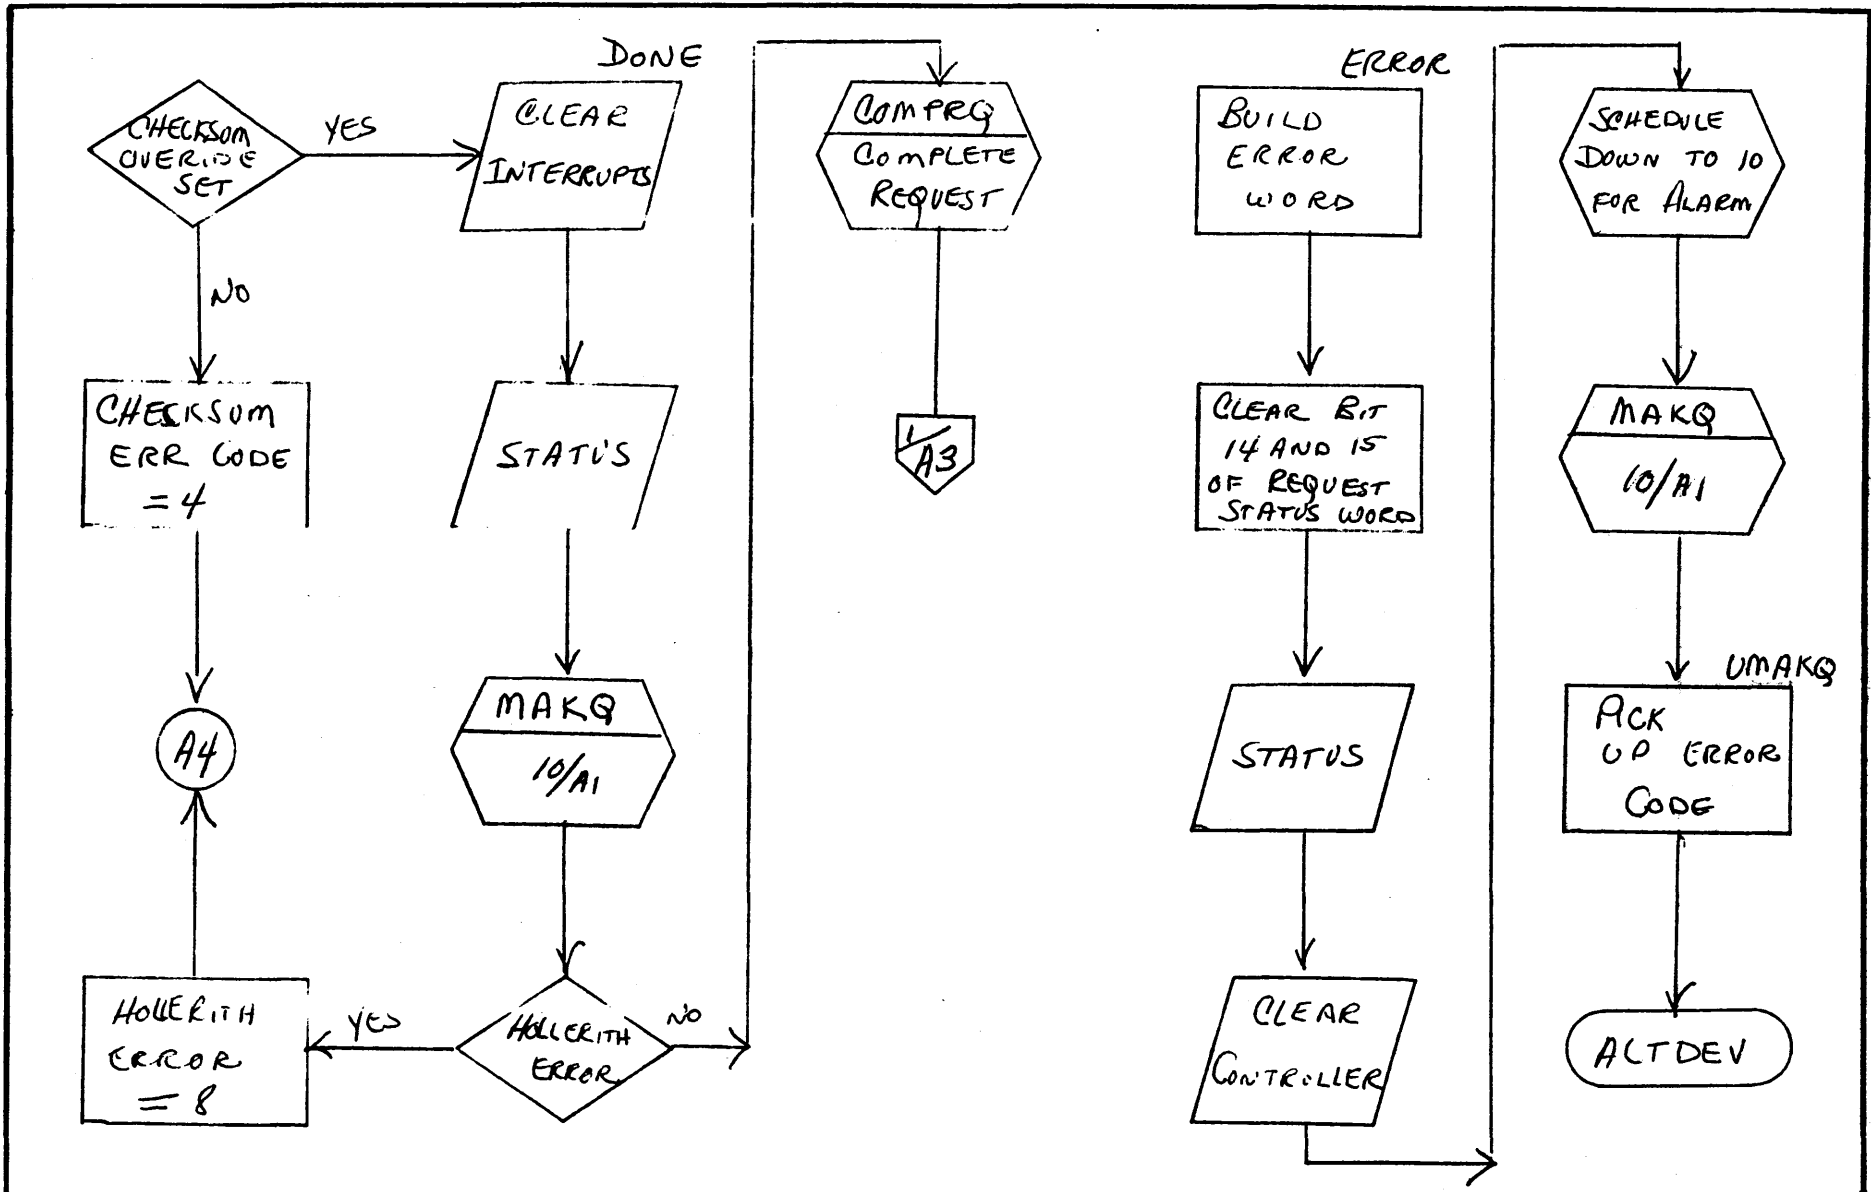 CHECKSUM
OVERIDE
SET
YES
NO
CHECKSUM
ERR CODE
= 4
A4
HOLLERITH
ERROR
= 8
DONE
CLEAR
INTERRUPTS
STATUS
MAKQ
10/A1
HOLLERITH
ERROR
YES
NO
COMPRQ
COMPLETE
REQUEST
1
A3
ERROR
BUILD
ERROR
WORD
CLEAR BIT
14 AND 15
OF REQUEST
STATUS WORD
STATUS
CLEAR
CONTROLLER
SCHEDULE
DOWN TO 10
FOR ALARM
MAKQ
10/A1
UMAKQ
PICK
UP ERROR
CODE
ALTDEV